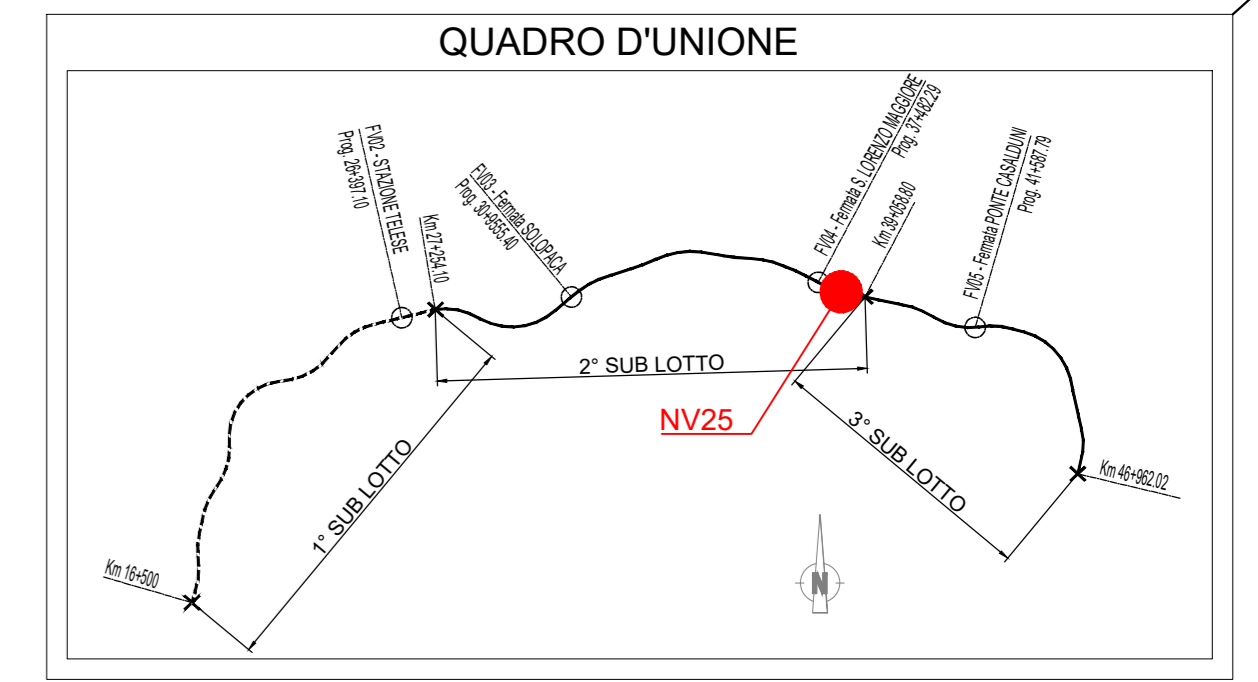 QUADRO D'UNIONE
FV02 - STAZIONE TELESE
Prog. 26+397.10
Km 27+254.10
FV03 - Fermata SOLOPACA
Prog. 30+9555.40
FV04 - Fermata S. LORENZO MAGGIORE
Prog. 37+482.29
Km 39+058.80
FV05 - Fermata PONTE CASALDUNI
Prog. 41+587.79
2° SUB LOTTO
NV25
1° SUB LOTTO
3° SUB LOTTO
Km 46+962.02
Km 16+500
N